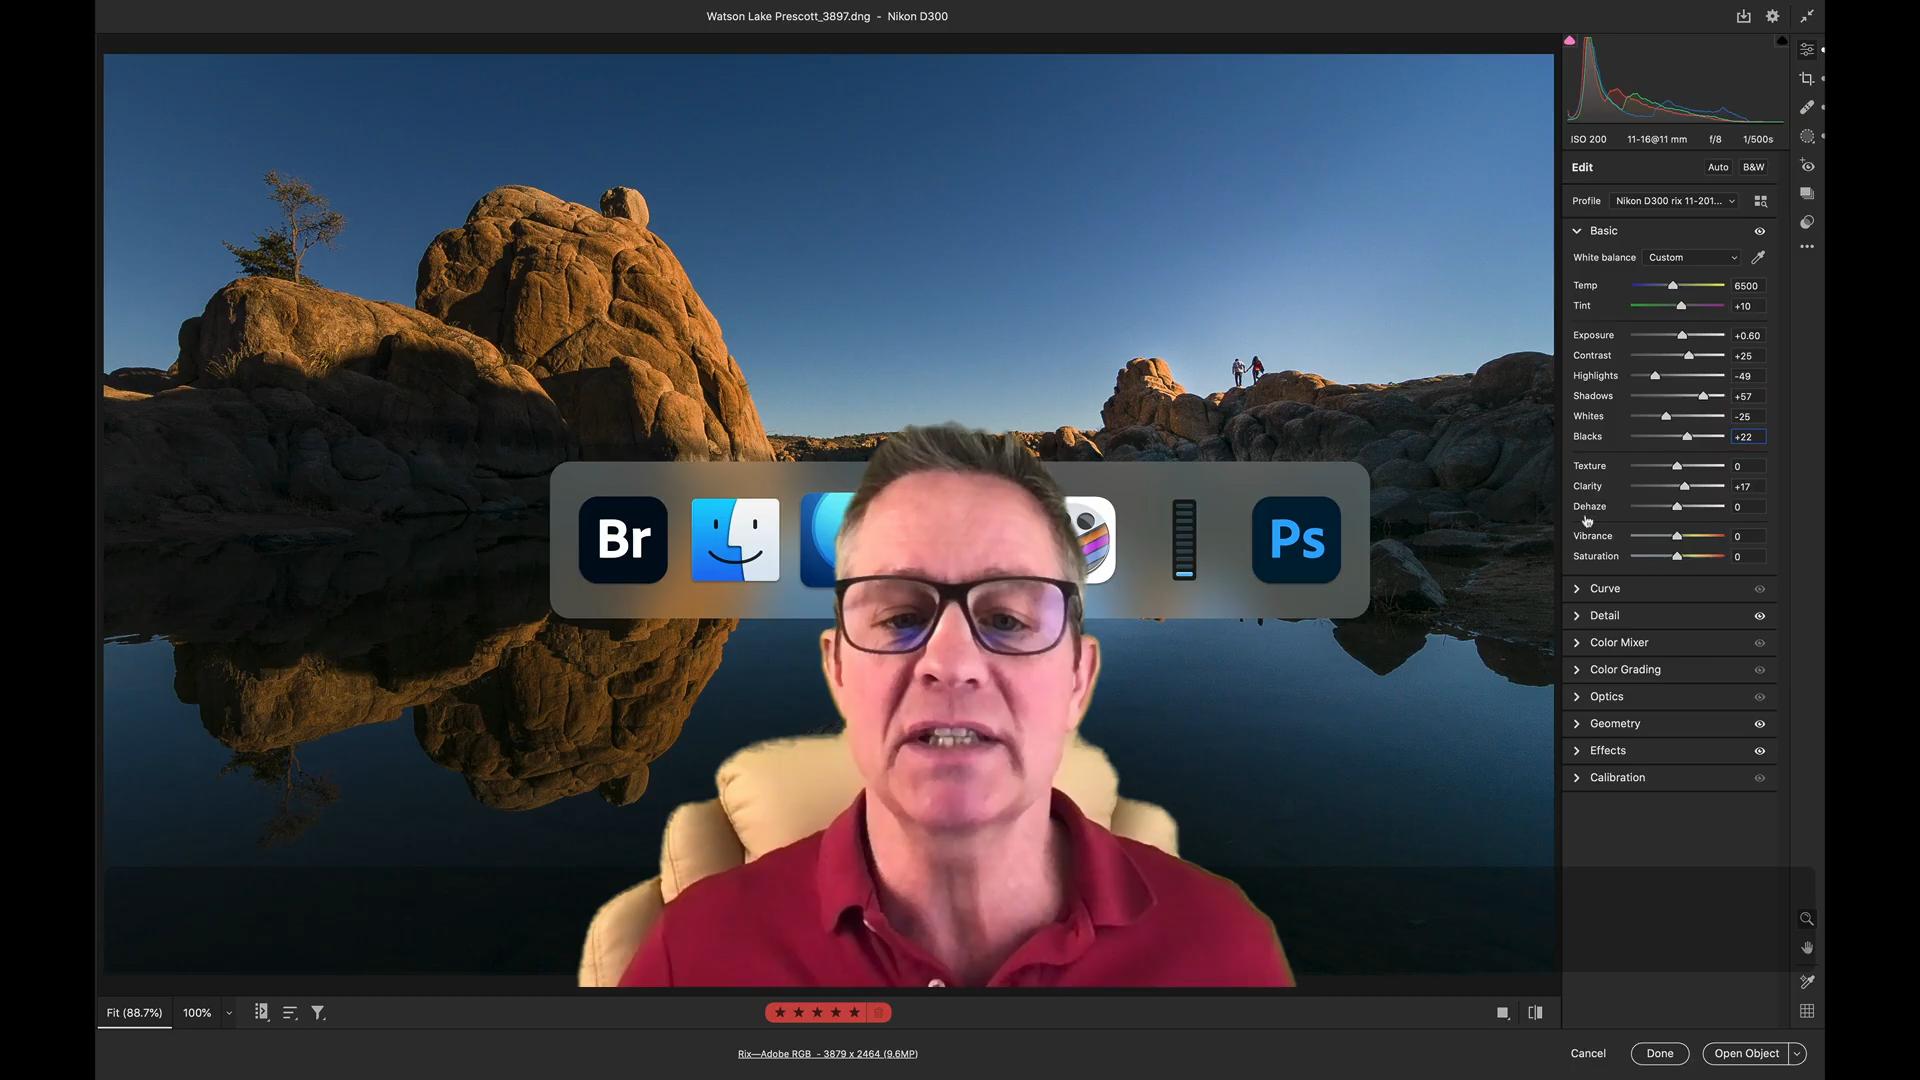 Watson Lake Prescott_3897.dng - Nikon D300
ISO 200 11-16@11 mm f/8 1/500s
Edit Auto B&W
Profile Nikon D300 rix 11-201...
Basic
White balance Custom
Temp 6500
Tint +10
Exposure +0.60
Contrast +25
Highlights -49
Shadows +57
Whites -25
Blacks +22
Texture 0
Clarity +17
Dehaze 0
Vibrance 0
Saturation 0
Curve
Detail
Color Mixer
Color Grading
Optics
Geometry
Effects
Calibration
Br
Ps
Fit (88.7%) 100%
Rix—Adobe RGB - 3879 x 2464 (9.6MP)
Cancel Done Open Object